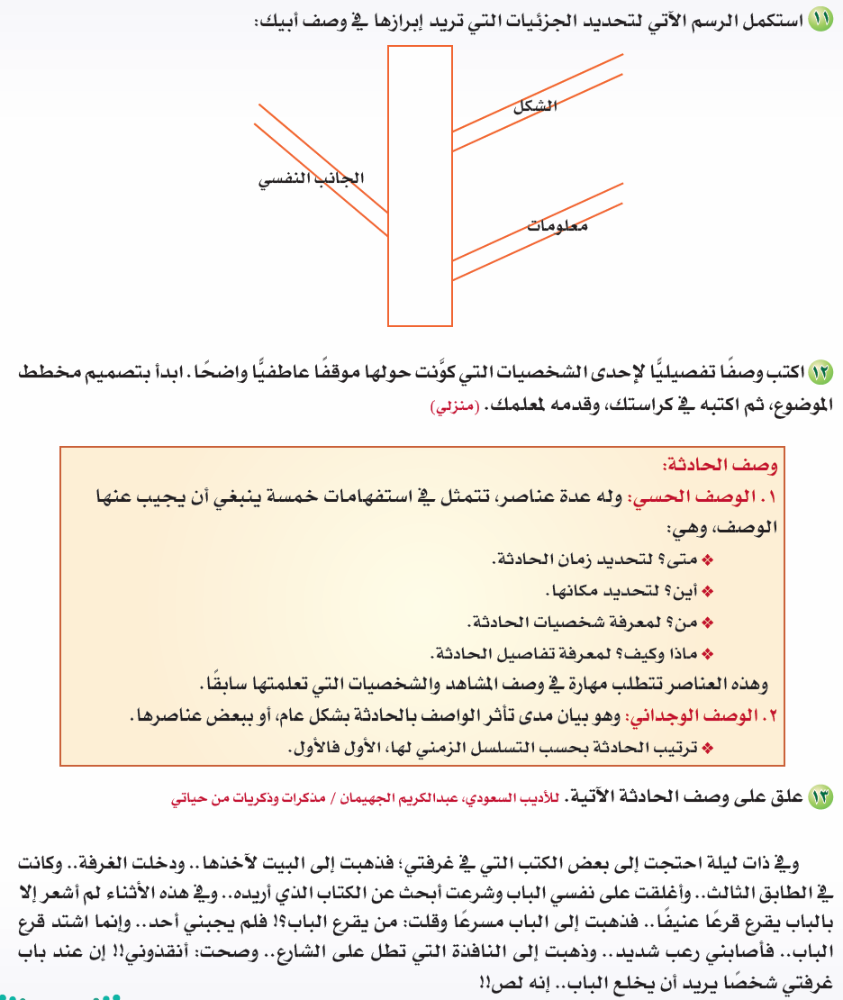 ١١ استكمل الرسم الآتي لتحديد الجزئيات التي تريد إبرازها في وصف أبيك:
الشكل
الجانب النفسي
معلومات
١٢ اكتب وصفًا تفصيليًّا لإحدى الشخصيات التي كوَّنت حولها موقفًا عاطفيًّا واضحًا. ابدأ بتصميم مخطط
الموضوع، ثم اكتبه في كراستك، وقدمه لمعلمك. (منزلي)
وصف الحادثة:
١. الوصف الحسي: وله عدة عناصر، تتمثل في استفهامات خمسة ينبغي أن يجيب عنها
الوصف، وهي:
❖ متى؟ لتحديد زمان الحادثة.
❖ أين؟ لتحديد مكانها.
❖ من؟ لمعرفة شخصيات الحادثة.
❖ ماذا وكيف؟ لمعرفة تفاصيل الحادثة.
وهذه العناصر تتطلب مهارة في وصف المشاهد والشخصيات التي تعلمتها سابقًا.
٢. الوصف الوجداني: وهو بيان مدى تأثر الواصف بالحادثة بشكل عام، أو ببعض عناصرها.
❖ ترتيب الحادثة بحسب التسلسل الزمني لها، الأول فالأول.
١٣ علق على وصف الحادثة الآتية. للأديب السعودي، عبدالكريم الجهيمان / مذكرات وذكريات من حياتي
وفي ذات ليلة احتجت إلى بعض الكتب التي في غرفتي؛ فذهبت إلى البيت لآخذها.. ودخلت الغرفة.. وكانت
في الطابق الثالث.. وأغلقت على نفسي الباب وشرعت أبحث عن الكتاب الذي أريده.. وفي هذه الأثناء لم أشعر إلا
بالباب يقرع قرعًا عنيفًا.. فذهبت إلى الباب مسرعًا وقلت: من يقرع الباب؟! فلم يجبني أحد.. وإنما اشتد قرع
الباب.. فأصابني رعب شديد.. وذهبت إلى النافذة التي تطل على الشارع.. وصحت: أنقذوني!! إن عند باب
غرفتي شخصًا يريد أن يخلع الباب.. إنه لص!!